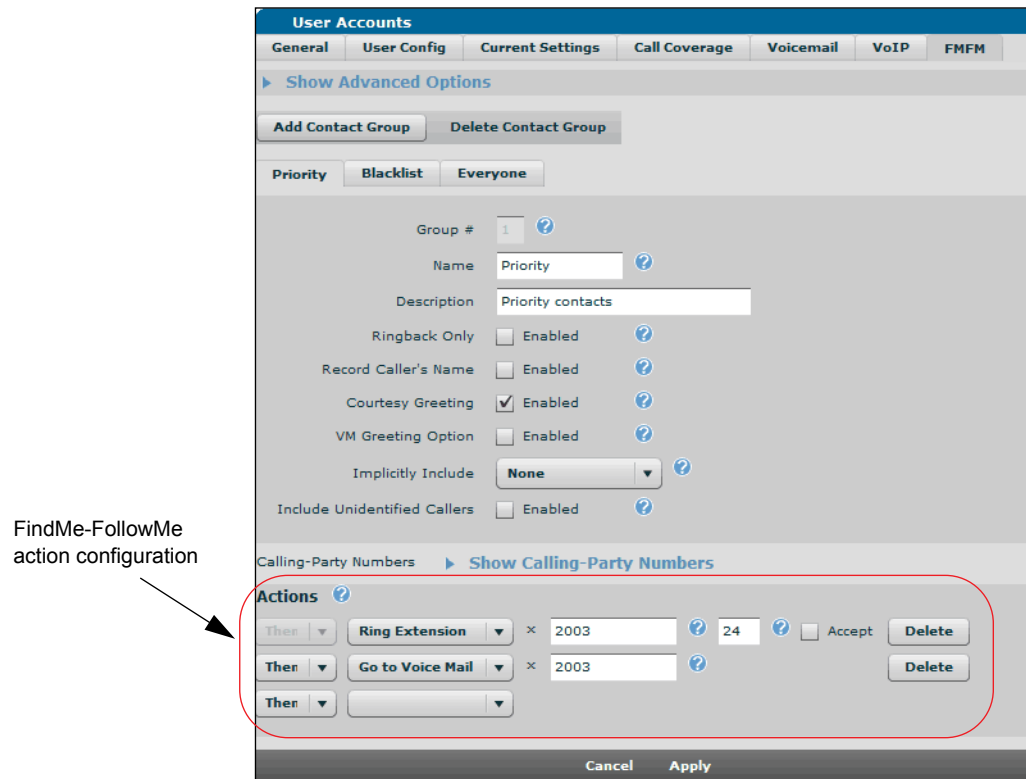 User Accounts
General User Config Current Settings Call Coverage Voicemail VoIP FMFM
Show Advanced Options
Add Contact Group Delete Contact Group
Priority Blacklist Everyone
Group # 1 ?
Name Priority ?
Description Priority contacts
Ringback Only Enabled ?
Record Caller's Name Enabled ?
Courtesy Greeting Enabled ?
VM Greeting Option Enabled ?
Implicitly Include None ?
Include Unidentified Callers Enabled ?
FindMe-FollowMe
action configuration
Calling-Party Numbers Show Calling-Party Numbers
Actions ?
Then Ring Extension x 2003 ? 24 ? Accept Delete
Then Go to Voice Mail x 2003 ? Delete
Then
Cancel Apply